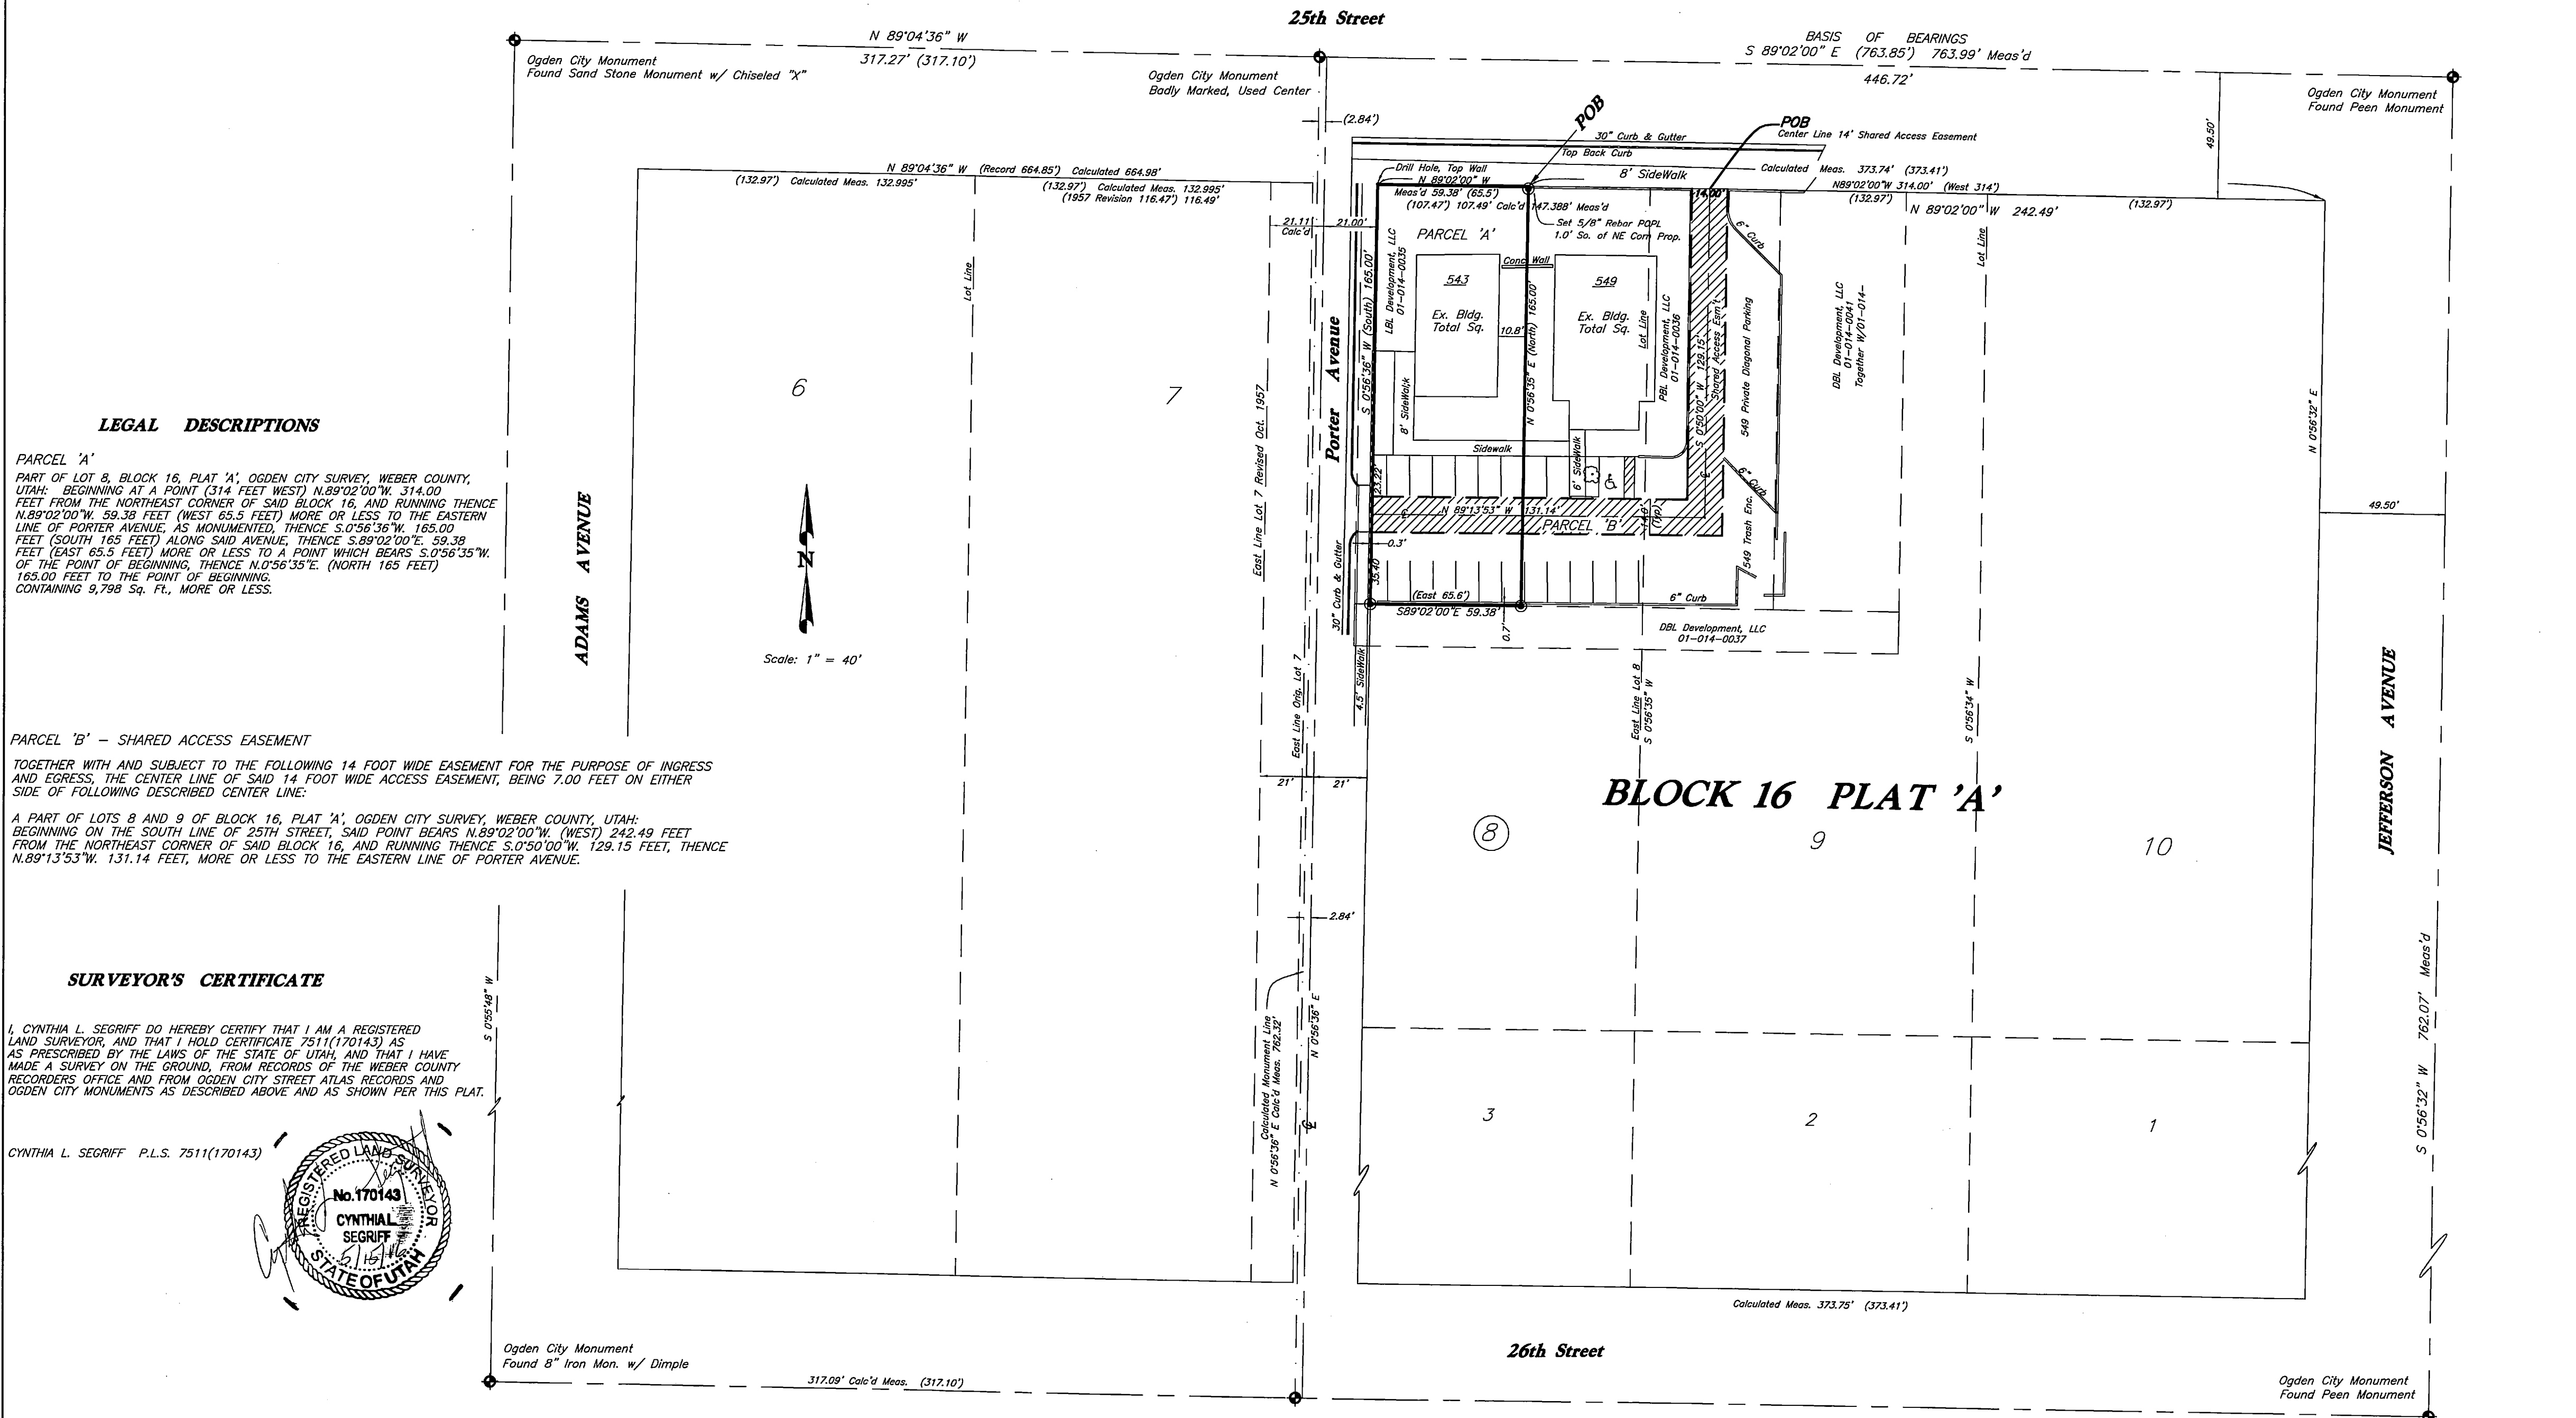 25th Street
N 89°04'36" W
317.27' (317.10')
Ogden City Monument
Found Sand Stone Monument w/ Chiseled "X"
Ogden City Monument
Badly Marked, Used Center
BASIS OF BEARINGS
S 89°02'00" E (763.85') 763.99' Meas'd
446.72'
Ogden City Monument
Found Peen Monument
49.50'
(2.84')
POB
30" Curb & Gutter
Top Back Curb
POB
Center Line 14' Shared Access Easement
N 89°04'36" W (Record 664.85') Calculated 664.98'
(132.97') Calculated Meas. 132.995'
(132.97') Calculated Meas. 132.995'
(1957 Revision 116.47') 116.49'
Drill Hole, Top Wall
N 89°02'00" W
Meas'd 59.38' (65.5')
(107.47') 107.49' Calc'd 147.388' Meas'd
8' SideWalk
Calculated Meas. 373.74' (373.41')
N89°02'00"W 314.00' (West 314')
(132.97')
N 89°02'00" W 242.49'
(132.97')
14.00'
21.11'
Calc'd
21.00'
Set 5/8" Rebar POPL
1.0' So. of NE Corn Prop.
PARCEL 'A'
LBL Development, LLC
01-014-0035
S 0°56'36" W (South) 165.00'
Conc. Wall
543
Ex. Bldg.
Total Sq.
10.8'
N 0°56'35" E (North) 165.00'
549
Ex. Bldg.
Total Sq.
Lot Line
PBL Development, LLC
01-014-0036
S 0°50'00" W 129.15'
Shared Access Esm't
6" Curb
549 Private Diagonal Parking
DBL Development, LLC
01-014-0041
Together W/01-014-
Lot Line
Lot Line
N 0°56'32" E
Porter Avenue
6
7
East Line Lot 7 Revised Oct. 1957
8' SideWalk
Sidewalk
6' SideWalk
6" Curb
23.22'
N 89°13'53" W 131.14'
PARCEL 'B'
14.0'
(Typ)
549 Trash Enc.
0.3'
30" Curb & Gutter
35.40
(East 65.6')
S89°02'00"E 59.38'
0.7'
6" Curb
DBL Development, LLC
01-014-0037
49.50'
LEGAL DESCRIPTIONS
PARCEL 'A'
PART OF LOT 8, BLOCK 16, PLAT 'A', OGDEN CITY SURVEY, WEBER COUNTY,
UTAH: BEGINNING AT A POINT (314 FEET WEST) N.89°02'00"W. 314.00
FEET FROM THE NORTHEAST CORNER OF SAID BLOCK 16, AND RUNNING THENCE
N.89°02'00"W. 59.38 FEET (WEST 65.5 FEET) MORE OR LESS TO THE EASTERN
LINE OF PORTER AVENUE, AS MONUMENTED, THENCE S.0°56'36"W. 165.00
FEET (SOUTH 165 FEET) ALONG SAID AVENUE, THENCE S.89°02'00"E. 59.38
FEET (EAST 65.5 FEET) MORE OR LESS TO A POINT WHICH BEARS S.0°56'35"W.
OF THE POINT OF BEGINNING, THENCE N.0°56'35"E. (NORTH 165 FEET)
165.00 FEET TO THE POINT OF BEGINNING.
CONTAINING 9,798 Sq. Ft., MORE OR LESS.
ADAMS AVENUE
N
Scale: 1" = 40'
East Line Orig. Lot 7
4.5' SideWalk
East Line Lot 8
S 0°56'35" W
S 0°56'34" W
JEFFERSON AVENUE
PARCEL 'B' – SHARED ACCESS EASEMENT
TOGETHER WITH AND SUBJECT TO THE FOLLOWING 14 FOOT WIDE EASEMENT FOR THE PURPOSE OF INGRESS
AND EGRESS, THE CENTER LINE OF SAID 14 FOOT WIDE ACCESS EASEMENT, BEING 7.00 FEET ON EITHER
SIDE OF FOLLOWING DESCRIBED CENTER LINE:
A PART OF LOTS 8 AND 9 OF BLOCK 16, PLAT 'A', OGDEN CITY SURVEY, WEBER COUNTY, UTAH:
BEGINNING ON THE SOUTH LINE OF 25TH STREET, SAID POINT BEARS N.89°02'00"W. (WEST) 242.49 FEET
FROM THE NORTHEAST CORNER OF SAID BLOCK 16, AND RUNNING THENCE S.0°50'00"W. 129.15 FEET, THENCE
N.89°13'53"W. 131.14 FEET, MORE OR LESS TO THE EASTERN LINE OF PORTER AVENUE.
21'
21'
BLOCK 16 PLAT 'A'
8
9
10
2.84'
SURVEYOR'S CERTIFICATE
I, CYNTHIA L. SEGRIFF DO HEREBY CERTIFY THAT I AM A REGISTERED
LAND SURVEYOR, AND THAT I HOLD CERTIFICATE 7511(170143) AS
AS PRESCRIBED BY THE LAWS OF THE STATE OF UTAH, AND THAT I HAVE
MADE A SURVEY ON THE GROUND, FROM RECORDS OF THE WEBER COUNTY
RECORDERS OFFICE AND FROM OGDEN CITY STREET ATLAS RECORDS AND
OGDEN CITY MONUMENTS AS DESCRIBED ABOVE AND AS SHOWN PER THIS PLAT.
CYNTHIA L. SEGRIFF P.L.S. 7511(170143)
REGISTERED LAND SURVEYOR
No.170143
CYNTHIA L.
SEGRIFF
STATE OF UTAH
S 0°55'48" W
Calculated Monument Line
N 0°56'36" E Calc'd Meas. 762.32'
N 0°56'36" E
3
2
1
S 0°56'32" W 762.07' Meas'd
Calculated Meas. 373.75' (373.41')
Ogden City Monument
Found 8" Iron Mon. w/ Dimple
317.09' Calc'd Meas. (317.10')
26th Street
Ogden City Monument
Found Peen Monument